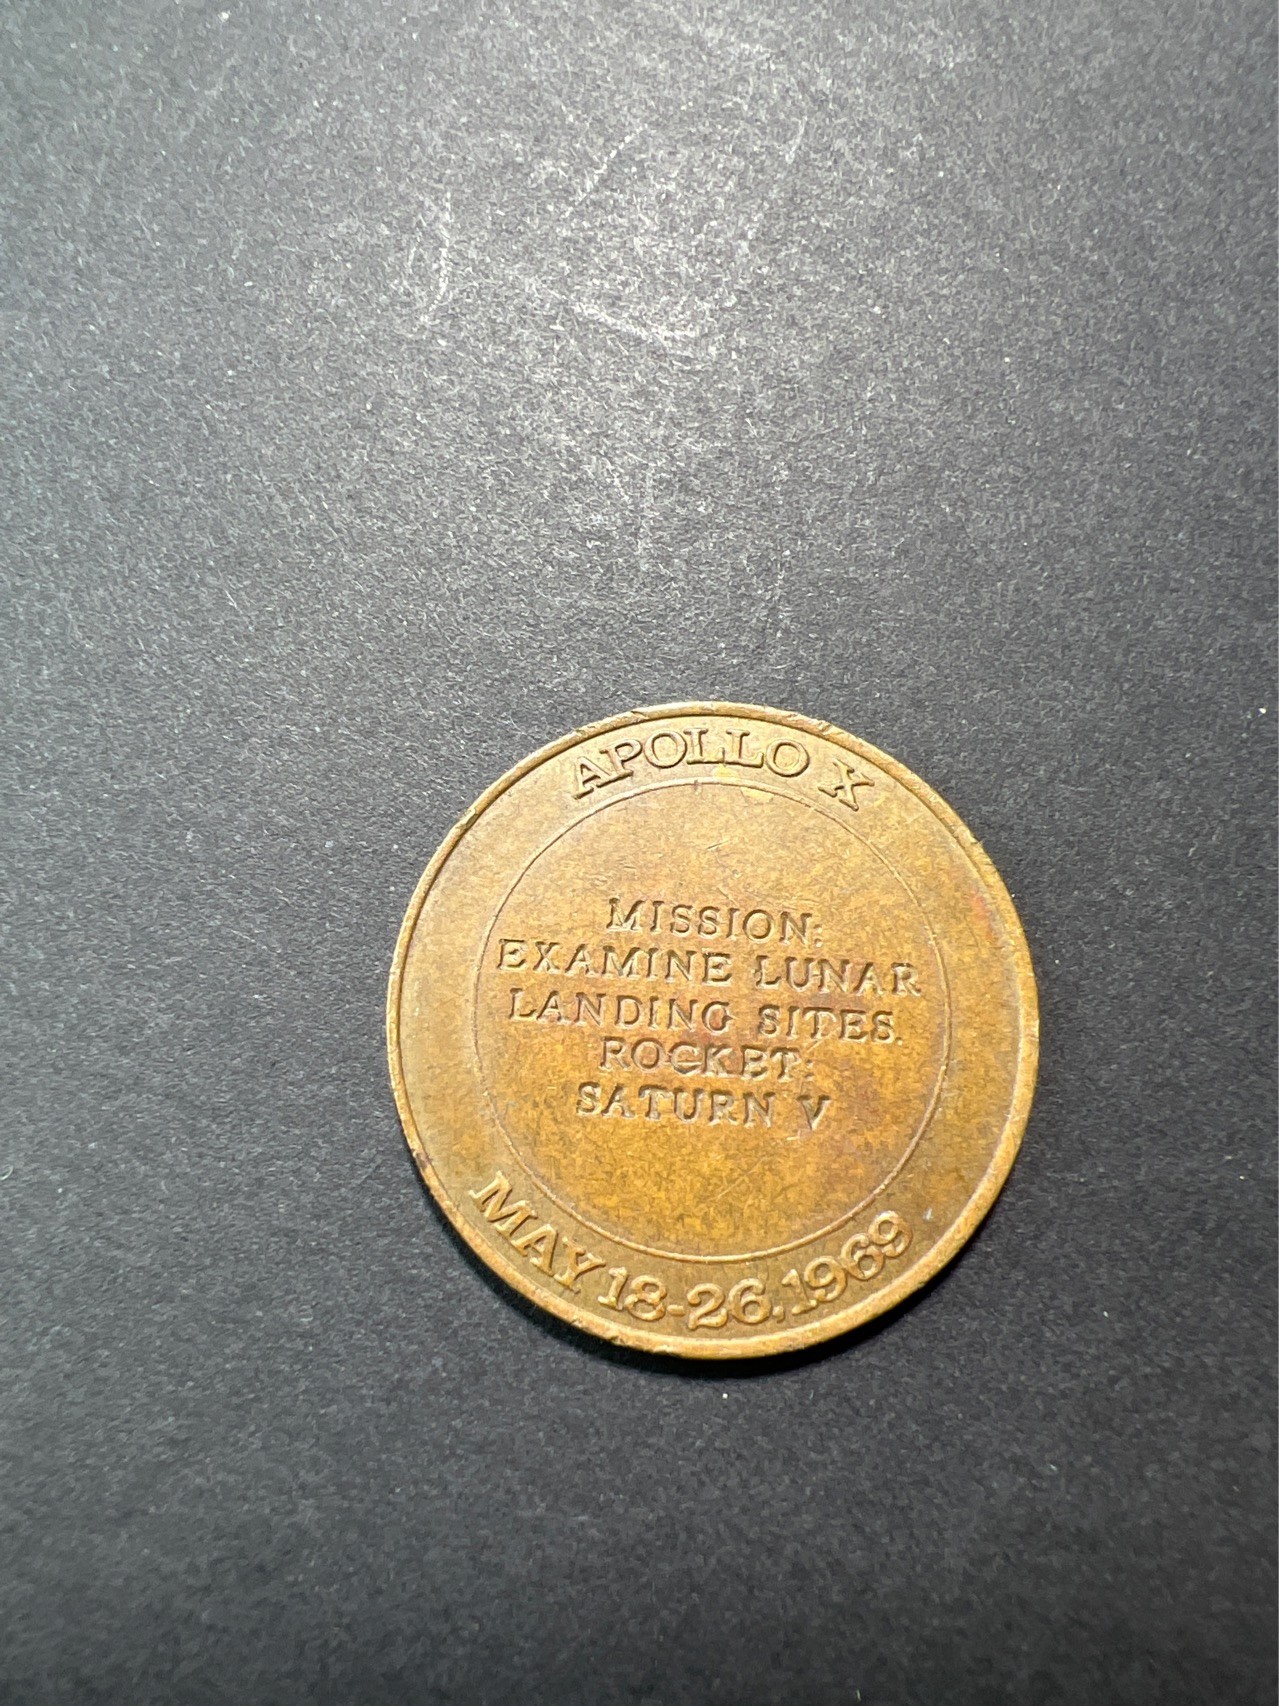 APOLLO X
MISSION:
EXAMINE LUNAR
LANDING SITES.
ROCKET:
SATURN V
MAY 18-26, 1969